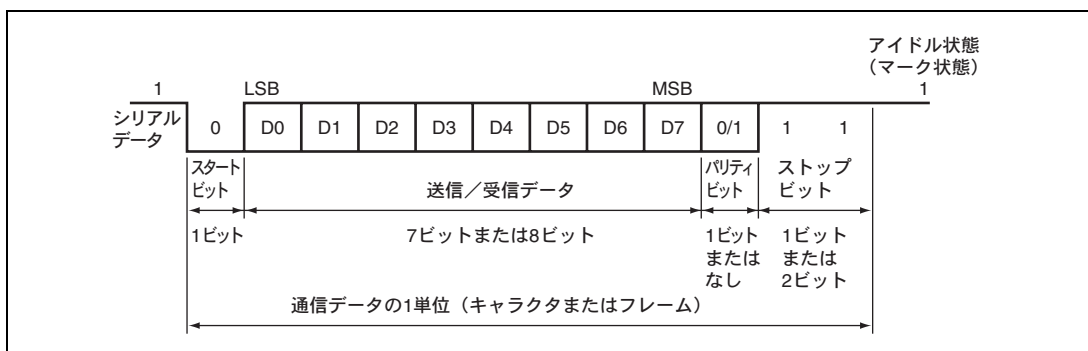 アイドル状態
（マーク状態）
1 LSB MSB 1
シリアル
データ
0 D0 D1 D2 D3 D4 D5 D6 D7 0/1 1 1
スタート
ビット
送信／受信データ
パリティ
ビット
ストップ
ビット
1ビット
7ビットまたは8ビット
1ビット
または
なし
1ビット
または
2ビット
通信データの1単位（キャラクタまたはフレーム）